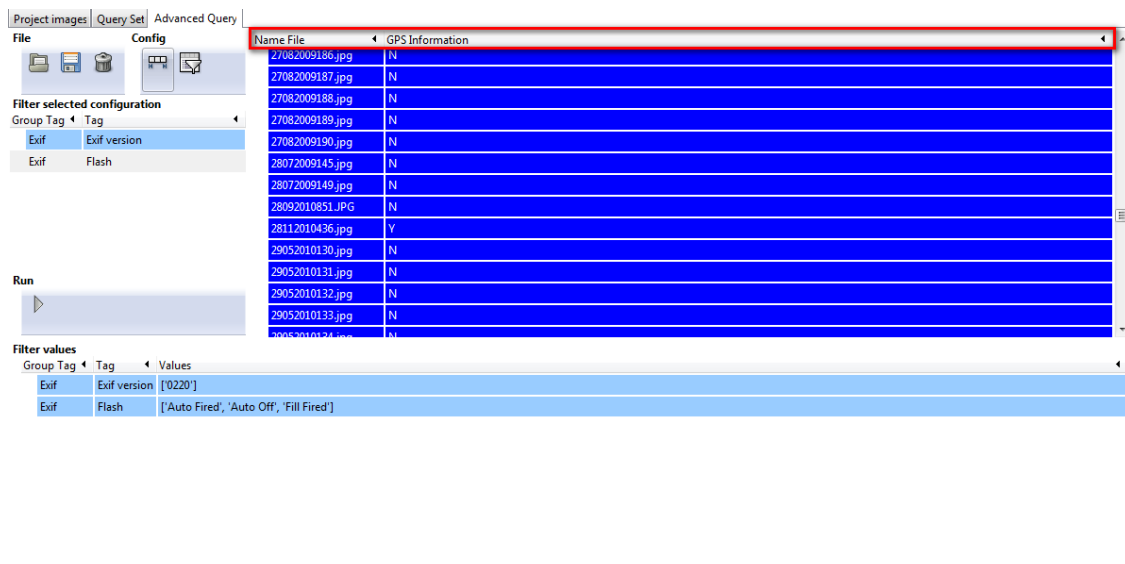 Project images Query Set Advanced Query
File Config
Filter selected configuration
Group Tag Tag
Exif Exif version
Exif Flash
Run
Name File GPS Information
27082009186.jpg N
27082009187.jpg N
27082009188.jpg N
27082009189.jpg N
27082009190.jpg N
28072009145.jpg N
28072009149.jpg N
28092010851.JPG N
28112010436.jpg Y
29052010130.jpg N
29052010131.jpg N
29052010132.jpg N
29052010133.jpg N
29052010134.jpg N
Filter values
Group Tag Tag Values
Exif Exif version ['0220']
Exif Flash ['Auto Fired', 'Auto Off', 'Fill Fired']